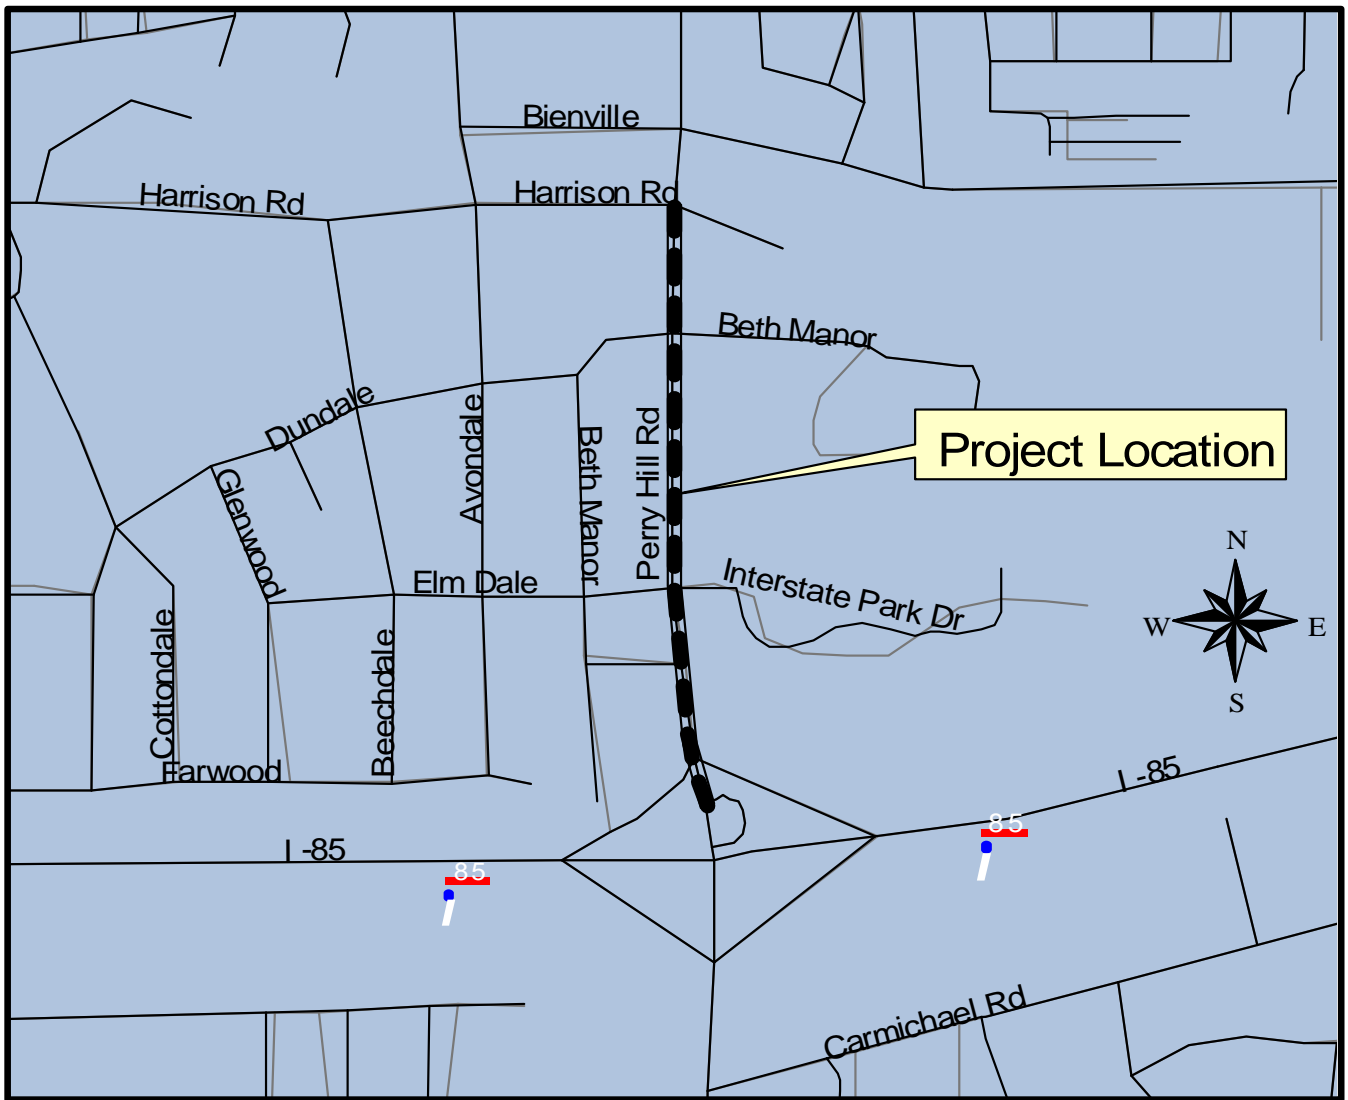 Bienville
Harrison Rd
Harrison Rd
Beth Manor
Dundale
Avondale
Beth Manor
Perry Hill Rd
Project Location
Glenwood
Elm Dale
Interstate Park Dr
N
W
E
S
Cottondale
Beechdale
Farwood
I-85
I-85
85
85
Carmichael Rd